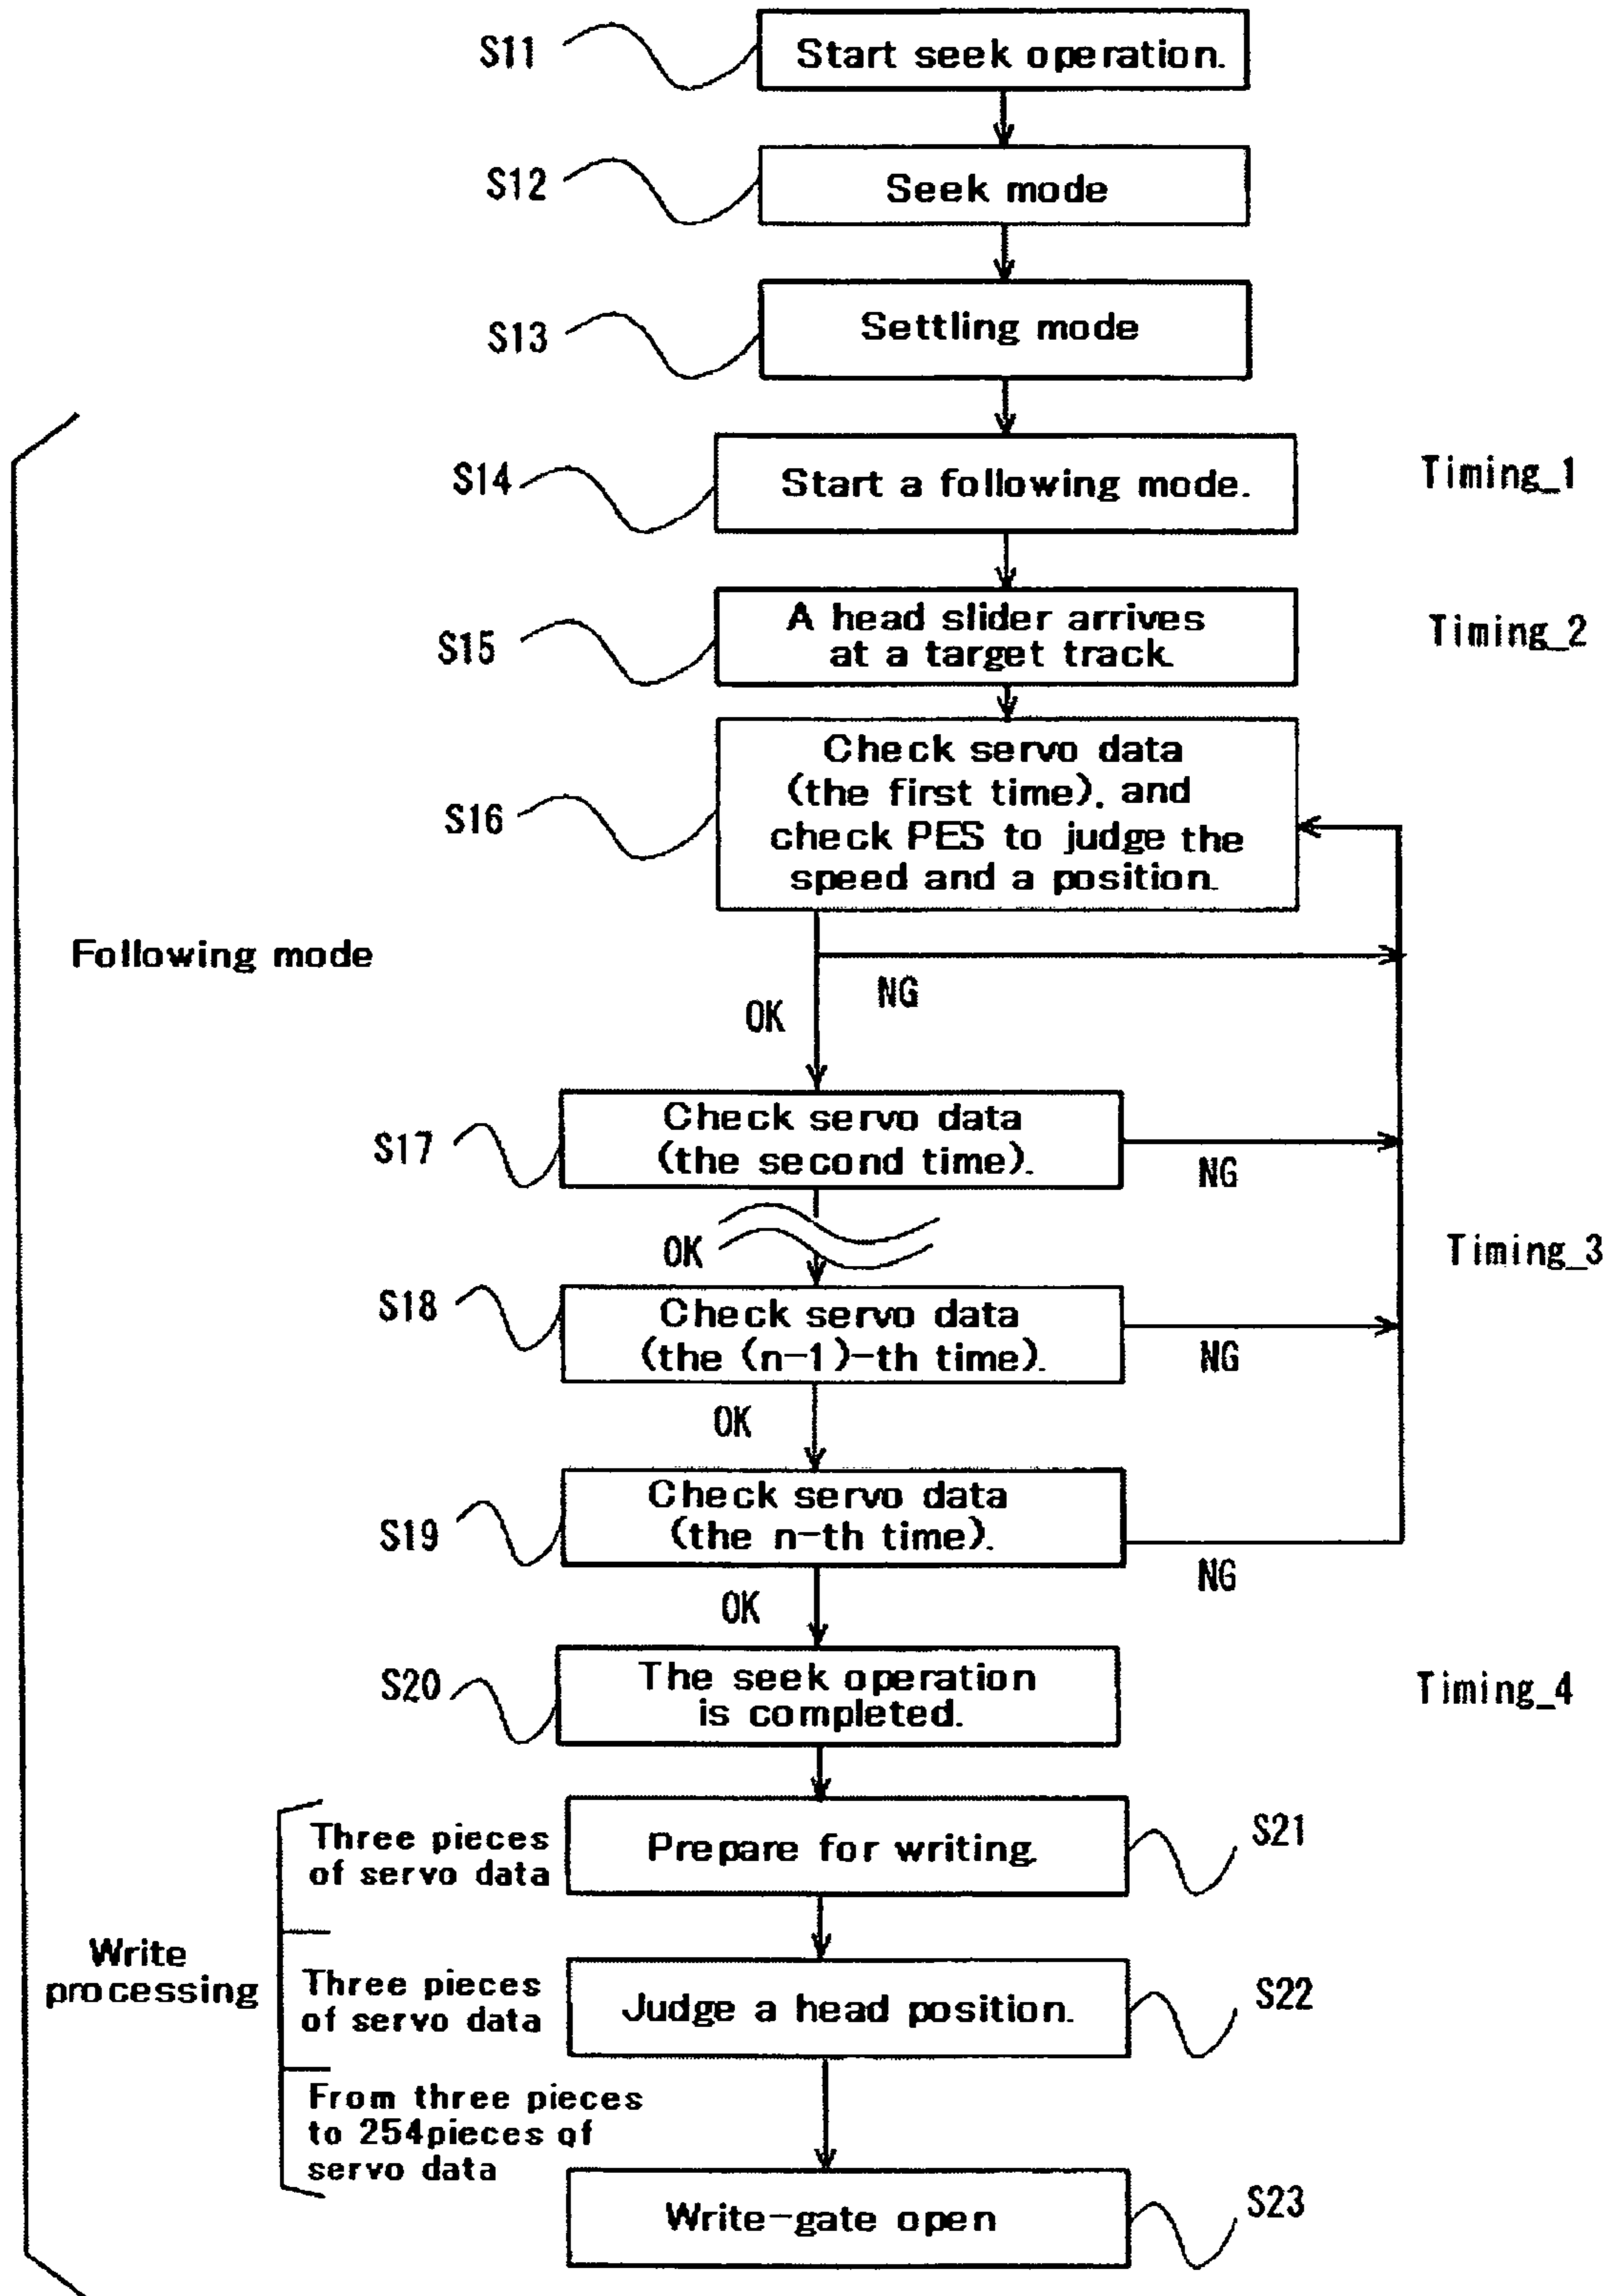 S11
Start seek operation.
S12
Seek mode
S13
Settling mode
S14
Start a following mode.
Timing_1
S15
A head slider arrives
at a target track.
Timing_2
S16
Check servo data
(the first time), and
check PES to judge the
speed and a position.
Following mode
OK
NG
S17
Check servo data
(the second time).
NG
OK
Timing_3
S18
Check servo data
(the (n-1)-th time).
NG
OK
S19
Check servo data
(the n-th time).
NG
OK
S20
The seek operation
is completed.
Timing_4
Three pieces
of servo data
Prepare for writing.
S21
Write
processing
Three pieces
of servo data
Judge a head position.
S22
From three pieces
to 254pieces of
servo data
Write-gate open
S23